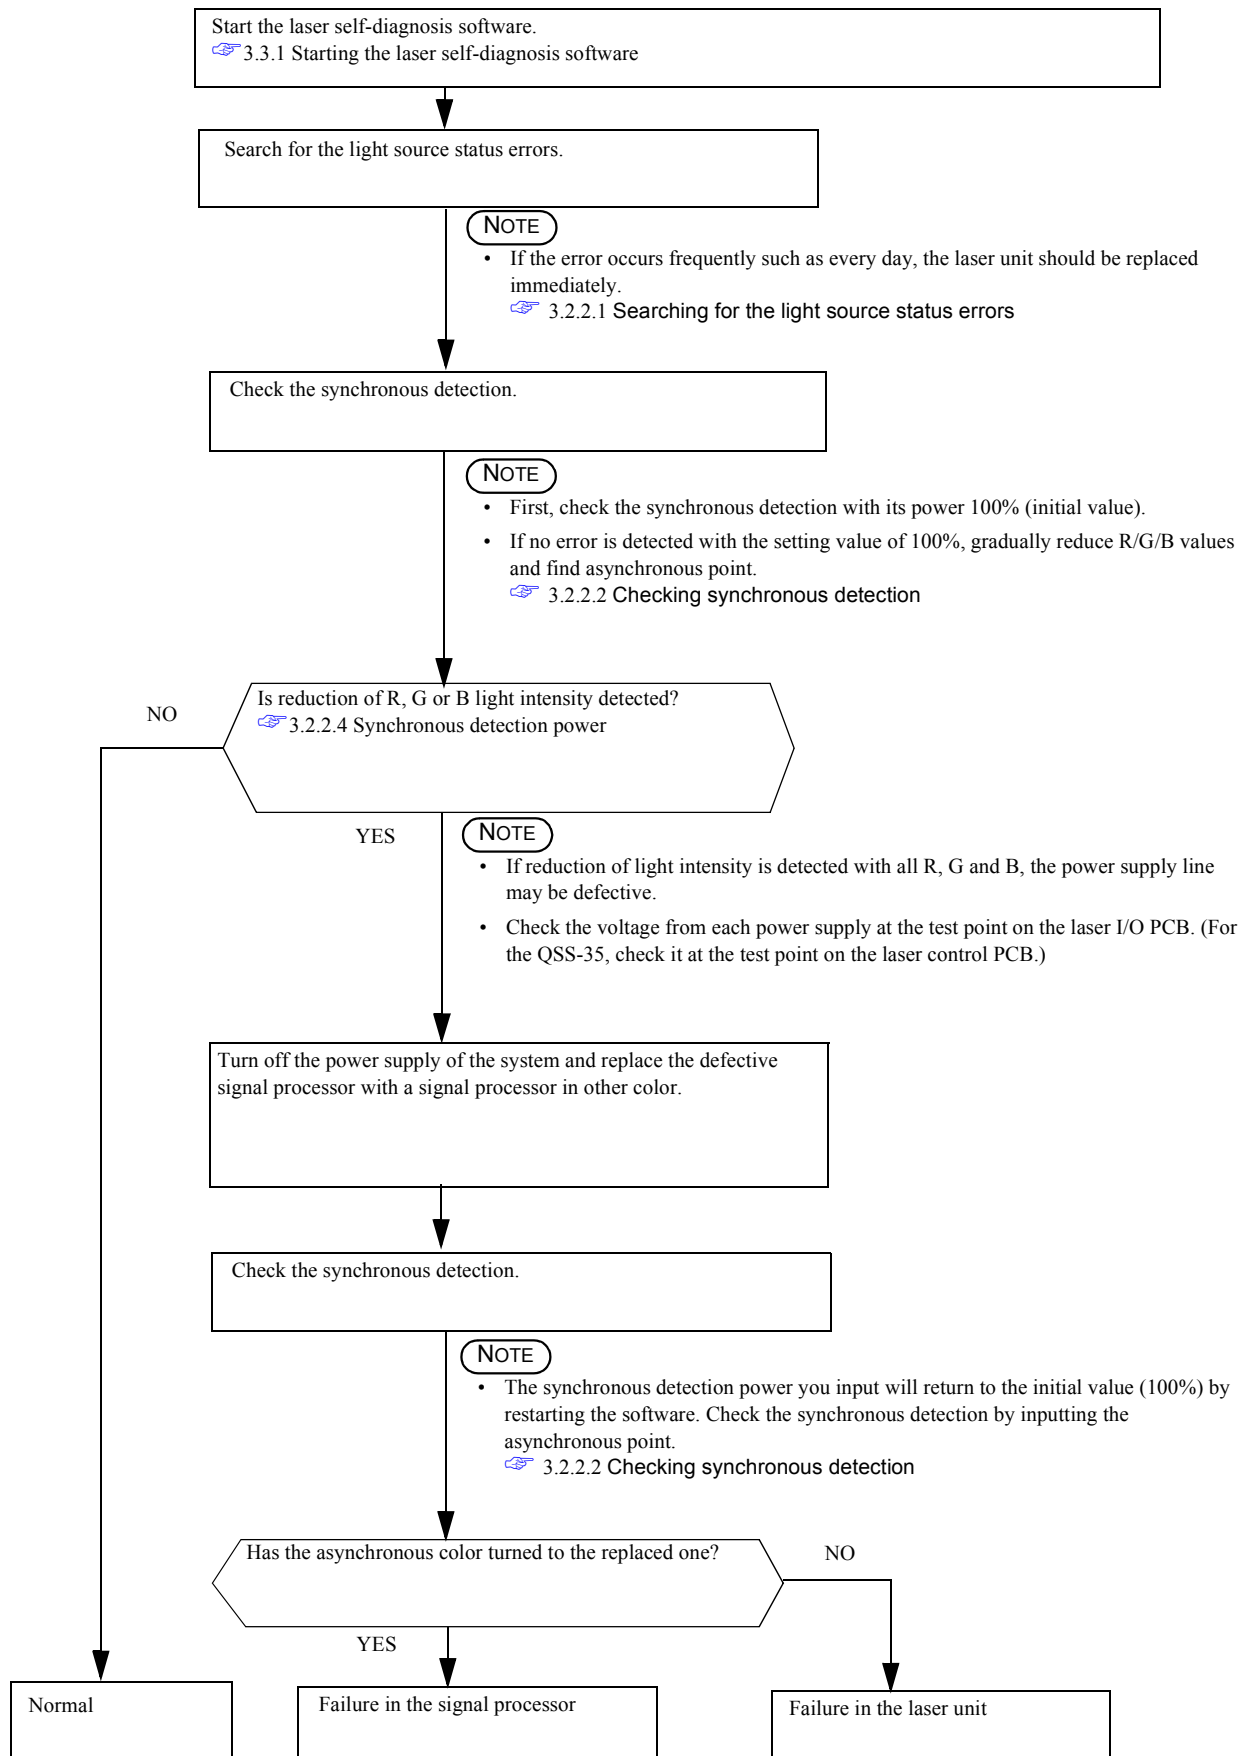 Start the laser self-diagnosis software.
☞3.3.1 Starting the laser self-diagnosis software
Search for the light source status errors.
NOTE
• If the error occurs frequently such as every day, the laser unit should be replaced
immediately.
☞ 3.2.2.1 Searching for the light source status errors
Check the synchronous detection.
NOTE
• First, check the synchronous detection with its power 100% (initial value).
• If no error is detected with the setting value of 100%, gradually reduce R/G/B values
and find asynchronous point.
☞ 3.2.2.2 Checking synchronous detection
Is reduction of R, G or B light intensity detected?
☞3.2.2.4 Synchronous detection power
NO
YES
NOTE
• If reduction of light intensity is detected with all R, G and B, the power supply line
may be defective.
• Check the voltage from each power supply at the test point on the laser I/O PCB. (For
the QSS-35, check it at the test point on the laser control PCB.)
Turn off the power supply of the system and replace the defective
signal processor with a signal processor in other color.
Check the synchronous detection.
NOTE
• The synchronous detection power you input will return to the initial value (100%) by
restarting the software. Check the synchronous detection by inputting the
asynchronous point.
☞ 3.2.2.2 Checking synchronous detection
Has the asynchronous color turned to the replaced one?
NO
YES
Normal
Failure in the signal processor
Failure in the laser unit